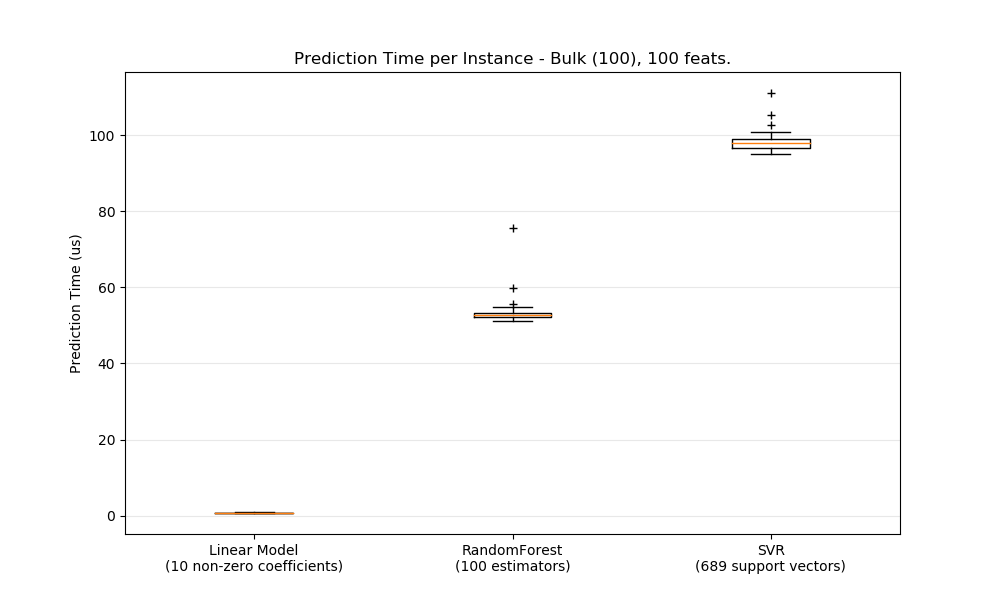 Prediction Time per Instance - Bulk (100), 100 feats.
Prediction Time (us)
100
80
60
40
20
0
Linear Model
(10 non-zero coefficients)
RandomForest
(100 estimators)
SVR
(689 support vectors)